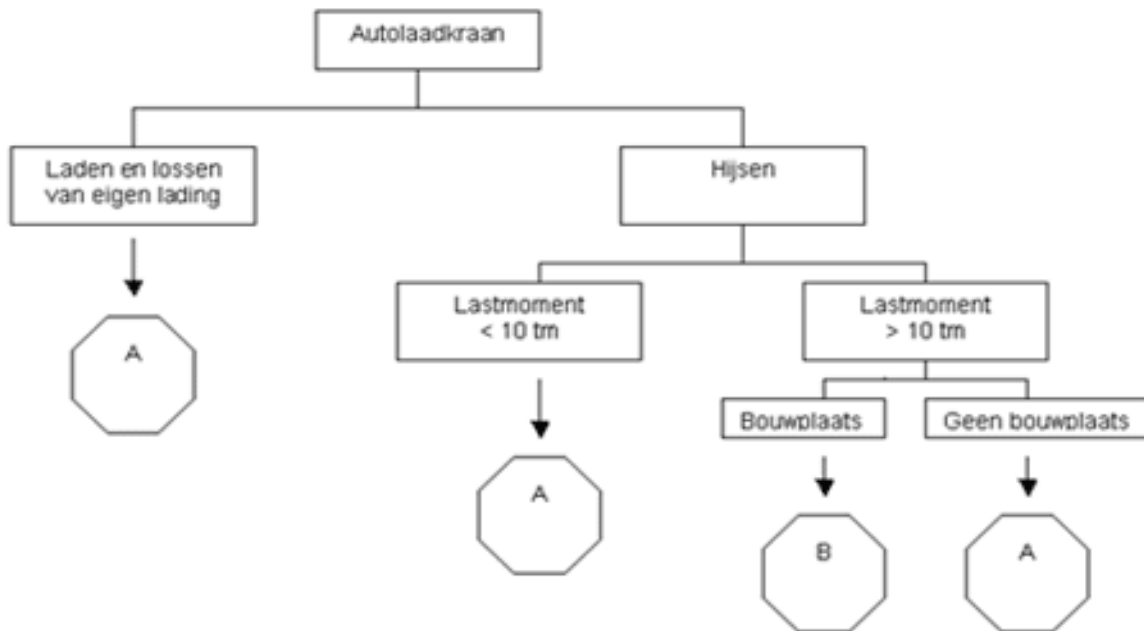 Autolaadkraan
Laden en lossen
van eigen lading
Hijsen
A
Lastmoment
< 10 tm
Lastmoment
> 10 tm
Bouwplaats
Geen bouwplaats
A
B
A